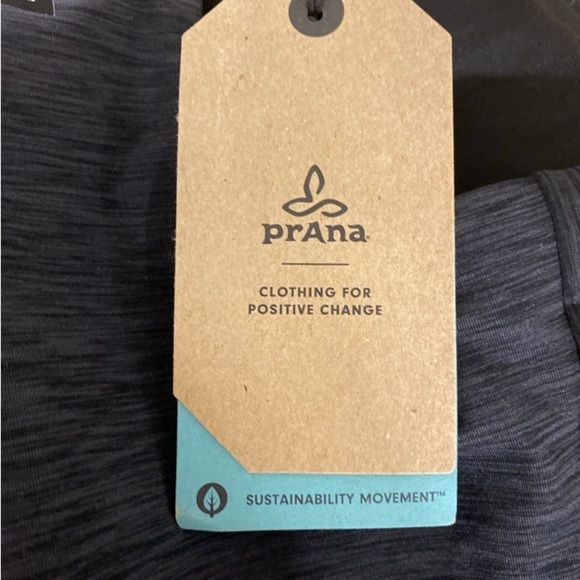 prAna
CLOTHING FOR
POSITIVE CHANGE
SUSTAINABILITY MOVEMENT™